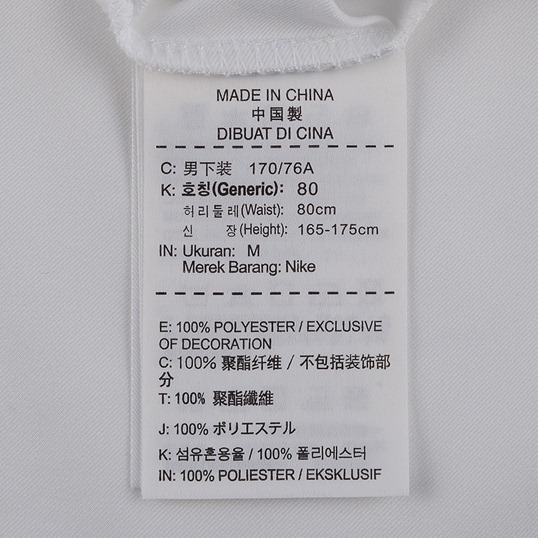 MADE IN CHINA
中国製
DIBUAT DI CINA
C: 男下装 170/76A
K: 호칭(Generic): 80
허리둘레(Waist): 80cm
신 장(Height): 165-175cm
IN: Ukuran: M
Merek Barang: Nike
E: 100% POLYESTER / EXCLUSIVE
OF DECORATION
C: 100% 聚酯纤维 / 不包括装饰部
分
T: 100% 聚酯纖維
J: 100% ポリエステル
K: 섬유혼용율 / 100% 폴리에스터
IN: 100% POLIESTER / EKSKLUSIF